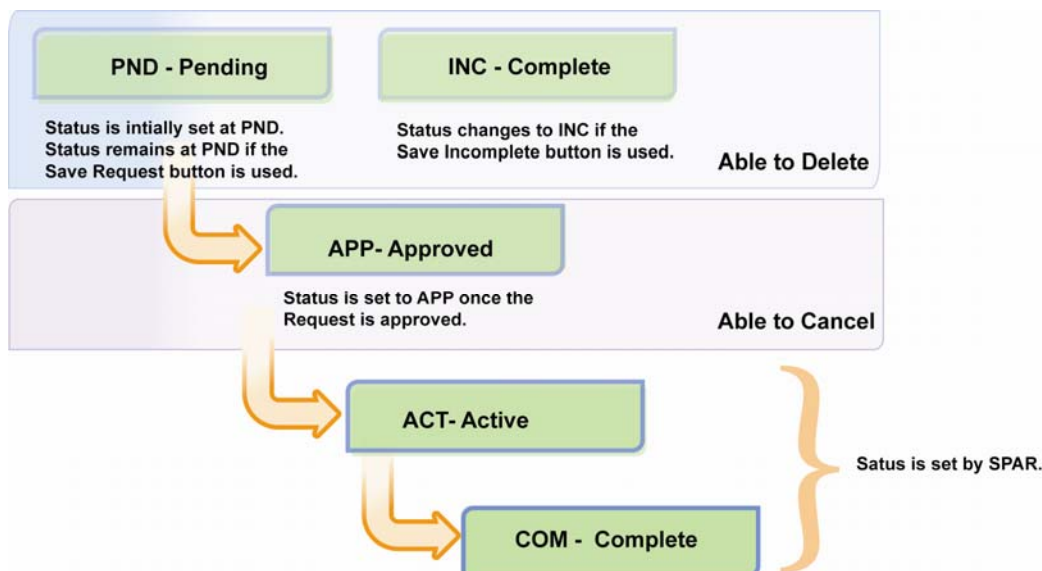 PND - Pending
INC - Complete
Status is intially set at PND.
Status remains at PND if the
Save Request button is used.
Status changes to INC if the
Save Incomplete button is used.
Able to Delete
APP- Approved
Status is set to APP once the
Request is approved.
Able to Cancel
ACT- Active
Satus is set by SPAR.
COM - Complete